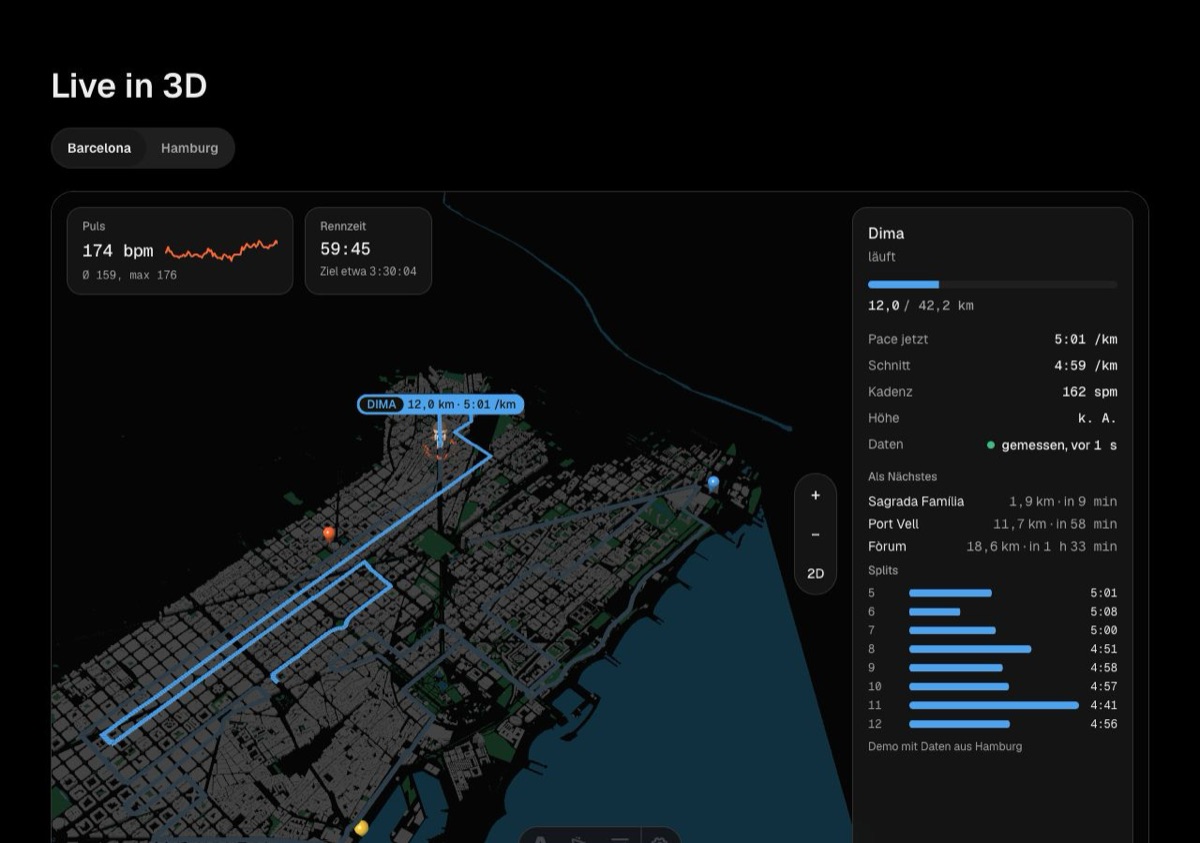 Live in 3D
Barcelona
Hamburg
Puls
174 bpm
Ø 159, max 176
Rennzeit
59:45
Ziel etwa 3:30:04
DIMA 12,0 km · 5:01 /km
+
−
2D
Dima
läuft
12,0 / 42,2 km
Pace jetzt 5:01 /km
Schnitt 4:59 /km
Kadenz 162 spm
Höhe k. A.
Daten gemessen, vor 1 s
Als Nächstes
Sagrada Família 1,9 km · in 9 min
Port Vell 11,7 km · in 58 min
Fòrum 18,6 km · in 1 h 33 min
Splits
5 5:01
6 5:08
7 5:00
8 4:51
9 4:58
10 4:57
11 4:41
12 4:56
Demo mit Daten aus Hamburg